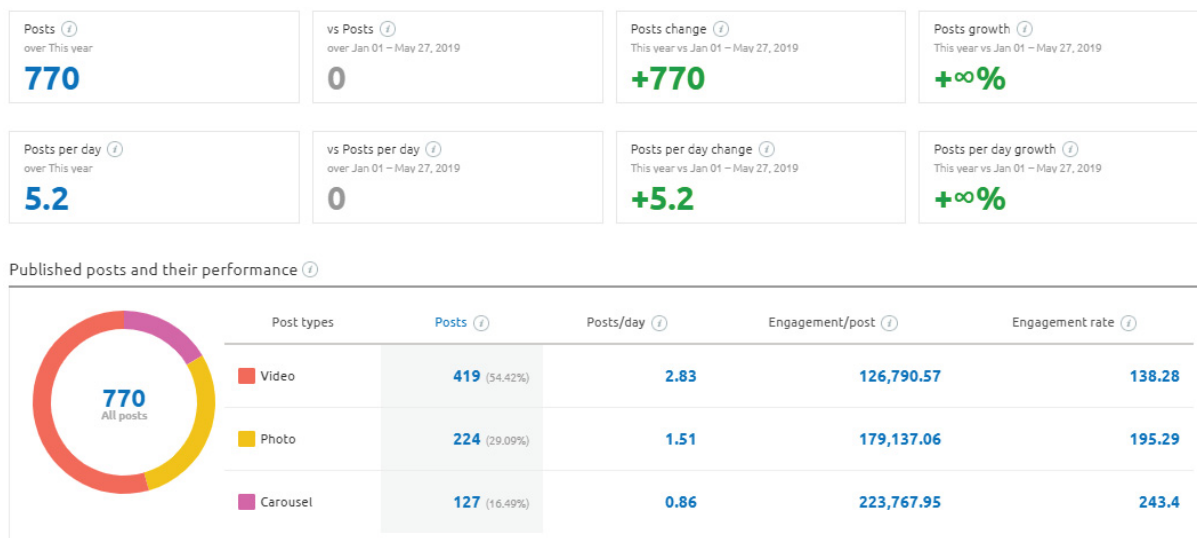 Posts
over This year
770
vs Posts
over Jan 01 – May 27, 2019
0
Posts change
This year vs Jan 01 – May 27, 2019
+770
Posts growth
This year vs Jan 01 – May 27, 2019
+∞%
Posts per day
over This year
5.2
vs Posts per day
over Jan 01 – May 27, 2019
0
Posts per day change
This year vs Jan 01 – May 27, 2019
+5.2
Posts per day growth
This year vs Jan 01 – May 27, 2019
+∞%
Published posts and their performance
770
All posts
Post types Posts Posts/day Engagement/post Engagement rate
Video 419 (54.42%) 2.83 126,790.57 138.28
Photo 224 (29.09%) 1.51 179,137.06 195.29
Carousel 127 (16.49%) 0.86 223,767.95 243.4